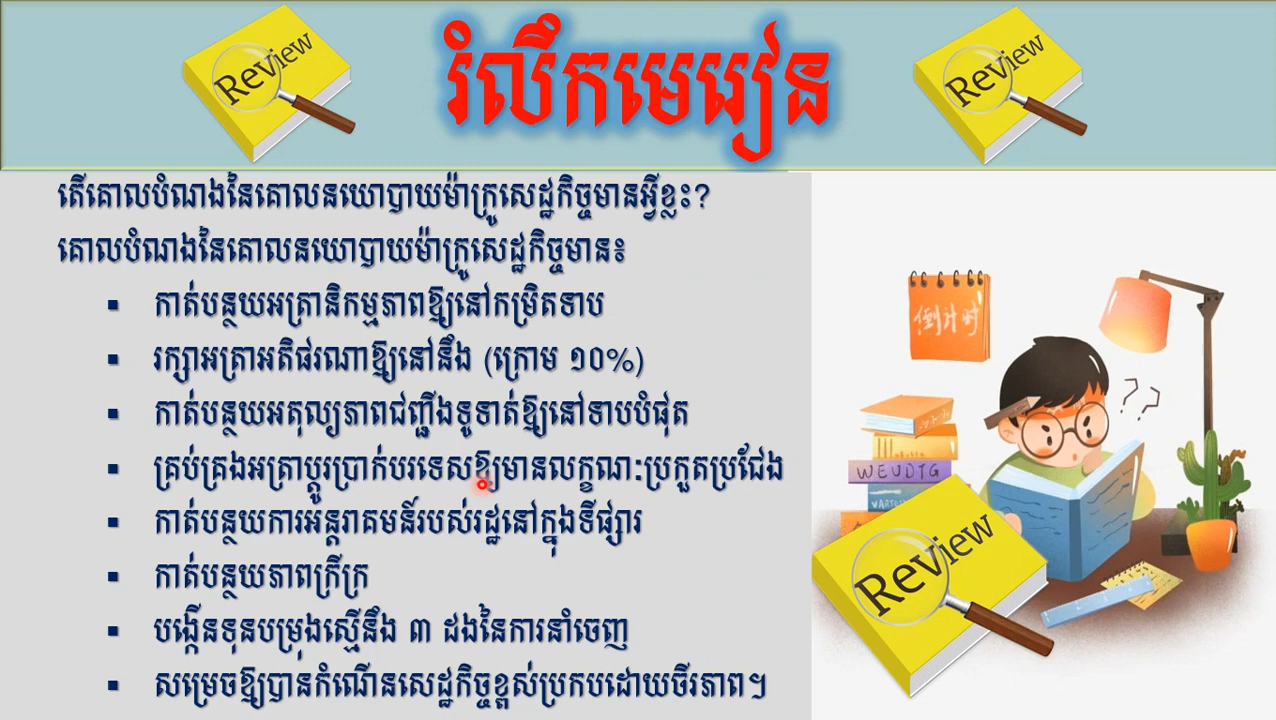 Review
រំលឹកមេរៀន
Review
តើគោលបំណងនៃគោលនយោបាយម៉ាក្រូសេដ្ឋកិច្ចមានអ្វីខ្លះ?
គោលបំណងនៃគោលនយោបាយម៉ាក្រូសេដ្ឋកិច្ចមាន៖
▪ កាត់បន្ថយអត្រានិកម្មភាពឱ្យនៅកម្រិតទាប
▪ រក្សាអត្រាអតិផរណាឱ្យនៅនឹង (ក្រោម ១០%)
▪ កាត់បន្ថយអតុល្យភាពជញ្ជីងទូទាត់ឱ្យនៅទាបបំផុត
▪ គ្រប់គ្រងអត្រាប្តូរប្រាក់បរទេសឱ្យមានលក្ខណៈប្រកួតប្រជែង
▪ កាត់បន្ថយការអន្តរាគមន៍របស់រដ្ឋនៅក្នុងទីផ្សារ
▪ កាត់បន្ថយភាពក្រីក្រ
▪ បង្កើនទុនបម្រុងស្មើនឹង ៣ ដងនៃការនាំចេញ
▪ សម្រេចឱ្យបានកំណើនសេដ្ឋកិច្ចខ្ពស់ប្រកបដោយចីរភាព។
倒计时
WEUDTG
Review